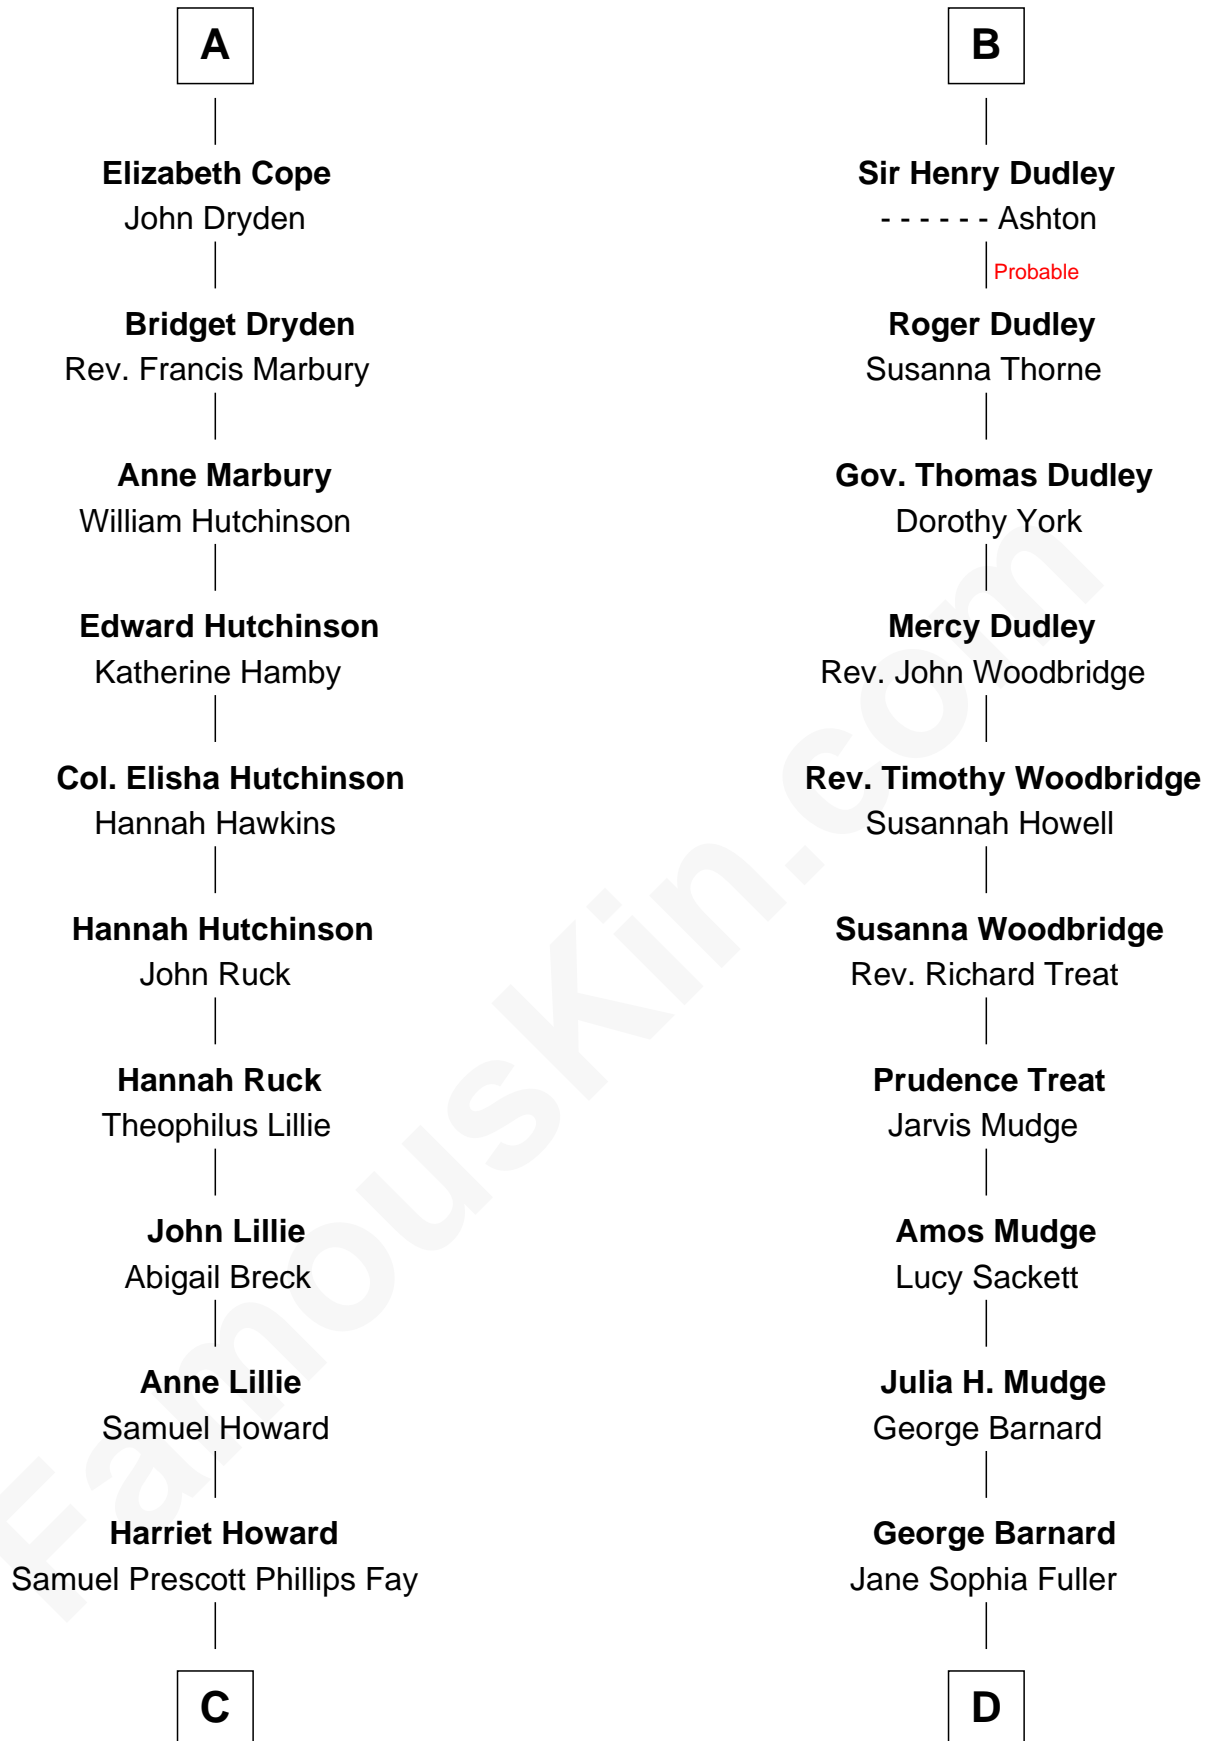 A
Elizabeth Cope
John Dryden
Bridget Dryden
Rev. Francis Marbury
Anne Marbury
William Hutchinson
Edward Hutchinson
Katherine Hamby
Col. Elisha Hutchinson
Hannah Hawkins
Hannah Hutchinson
John Ruck
Hannah Ruck
Theophilus Lillie
John Lillie
Abigail Breck
Anne Lillie
Samuel Howard
Harriet Howard
Samuel Prescott Phillips Fay
C
B
Sir Henry Dudley
- - - - - - Ashton
Probable
Roger Dudley
Susanna Thorne
Gov. Thomas Dudley
Dorothy York
Mercy Dudley
Rev. John Woodbridge
Rev. Timothy Woodbridge
Susannah Howell
Susanna Woodbridge
Rev. Richard Treat
Prudence Treat
Jarvis Mudge
Amos Mudge
Lucy Sackett
Julia H. Mudge
George Barnard
George Barnard
Jane Sophia Fuller
D
FamousKin.com